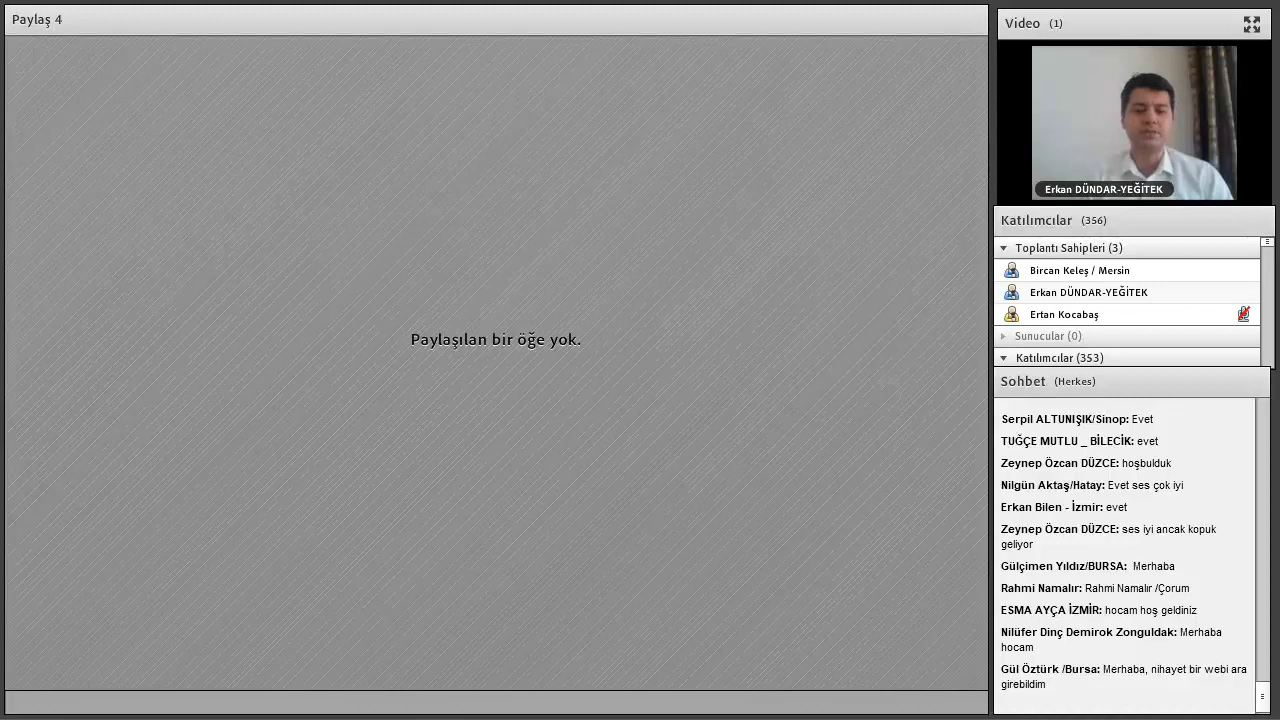 Paylaş 4
Paylaşılan bir öğe yok.
Video (1)
Erkan DÜNDAR-YEĞİTEK
Katılımcılar (356)
Toplantı Sahipleri (3)
Bircan Keleş / Mersin
Erkan DÜNDAR-YEĞİTEK
Ertan Kocabaş
Sunucular (0)
Katılımcılar (353)
Sohbet (Herkes)
Serpil ALTUNIŞIK/Sinop: Evet
TUĞÇE MUTLU _ BİLECİK: evet
Zeynep Özcan DÜZCE: hoşbulduk
Nilgün Aktaş/Hatay: Evet ses çok iyi
Erkan Bilen - İzmir: evet
Zeynep Özcan DÜZCE: ses iyi ancak kopuk
geliyor
Gülçimen Yıldız/BURSA: Merhaba
Rahmi Namalır: Rahmi Namalır /Çorum
ESMA AYÇA İZMİR: hocam hoş geldiniz
Nilüfer Dinç Demirok Zonguldak: Merhaba
hocam
Gül Öztürk /Bursa: Merhaba, nihayet bir webi ara
girebildim